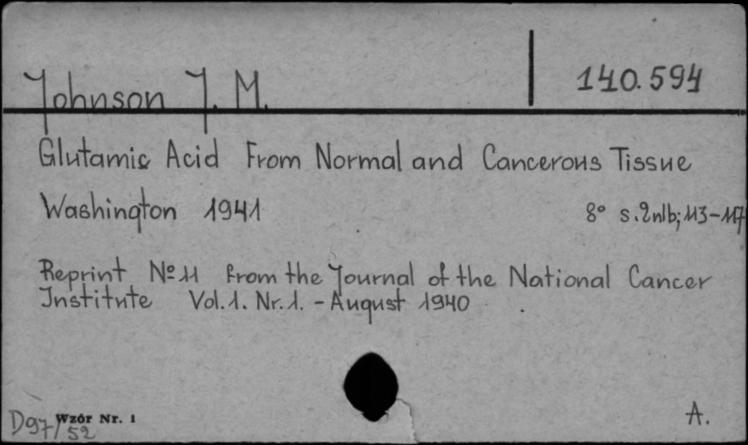 Johnson J. M. 140.594
Glutamic Acid From Normal and Cancerous Tissue
Washington 1941 8° s.2nlb; 113-117
Reprint № 11 from the Journal of the National Cancer
Institute Vol. 1. Nr. 1. - August 1940
D97/52 Wzór Nr. 1 A.